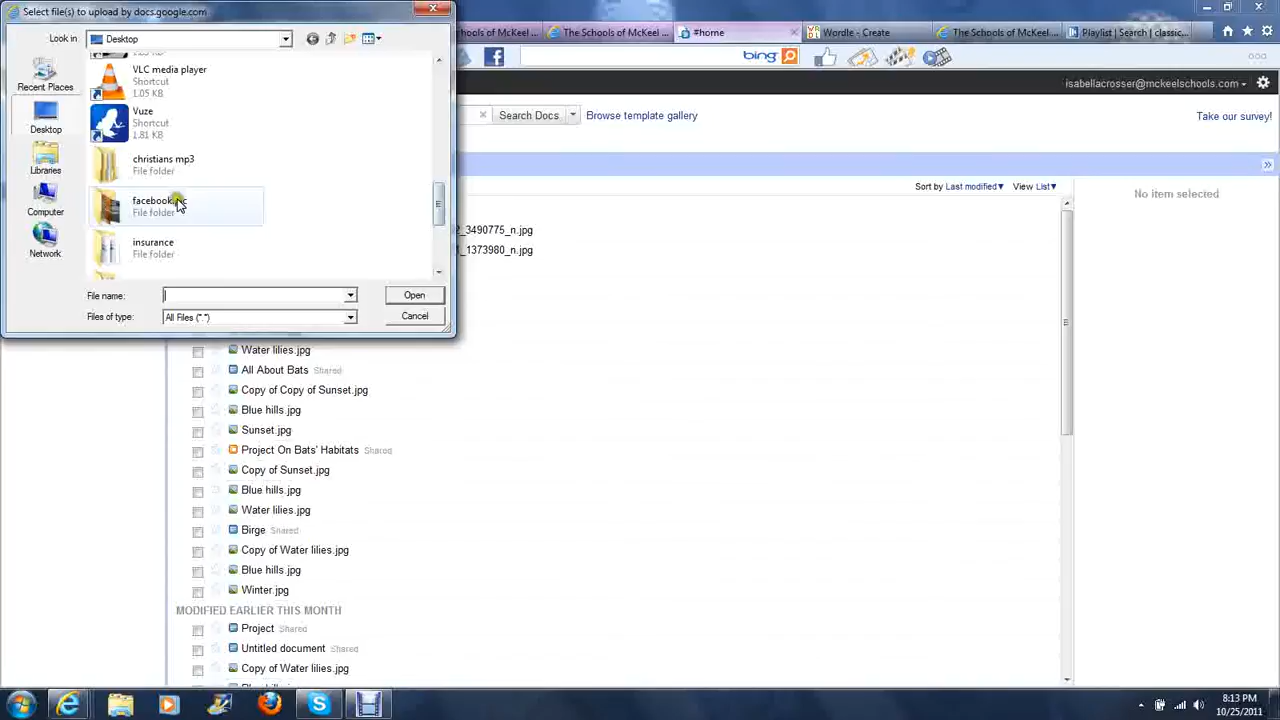 Select file(s) to upload by docs.google.com
Look in: Desktop
VLC media player
Shortcut
1.05 KB
Vuze
Shortcut
1.81 KB
christians mp3
File folder
File folder
insurance
File folder
Recent Places
Desktop
Libraries
Computer
Network
File name:
Open
Files of type: All Files (*.*)
Cancel
chools of McKeel ...
The Schools of McKeel ...
#home
Wordle - Create
The Schools of McKeel ...
Playlist | Search | classic...
bing
isabellacrosser@mckeelschools.com
Search Docs
Browse template gallery
Take our survey!
Sort by Last modified View List
No item selected
2_3490775_n.jpg
1_1373980_n.jpg
Water lilies.jpg
All About Bats Shared
Copy of Copy of Sunset.jpg
Blue hills.jpg
Sunset.jpg
Project On Bats' Habitats Shared
Copy of Sunset.jpg
Blue hills.jpg
Water lilies.jpg
Birge Shared
Copy of Water lilies.jpg
Blue hills.jpg
Winter.jpg
MODIFIED EARLIER THIS MONTH
Project Shared
Untitled document Shared
Copy of Water lilies.jpg
8:13 PM
10/25/2011